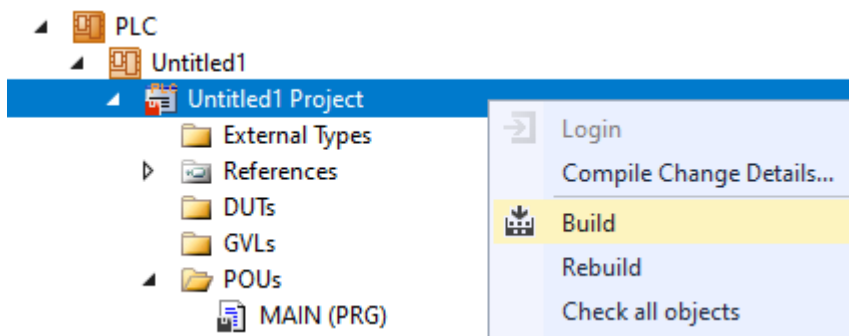 PLC
Untitled1
Untitled1 Project
External Types
References
DUTs
GVLs
POUs
MAIN (PRG)
Login
Compile Change Details...
Build
Rebuild
Check all objects